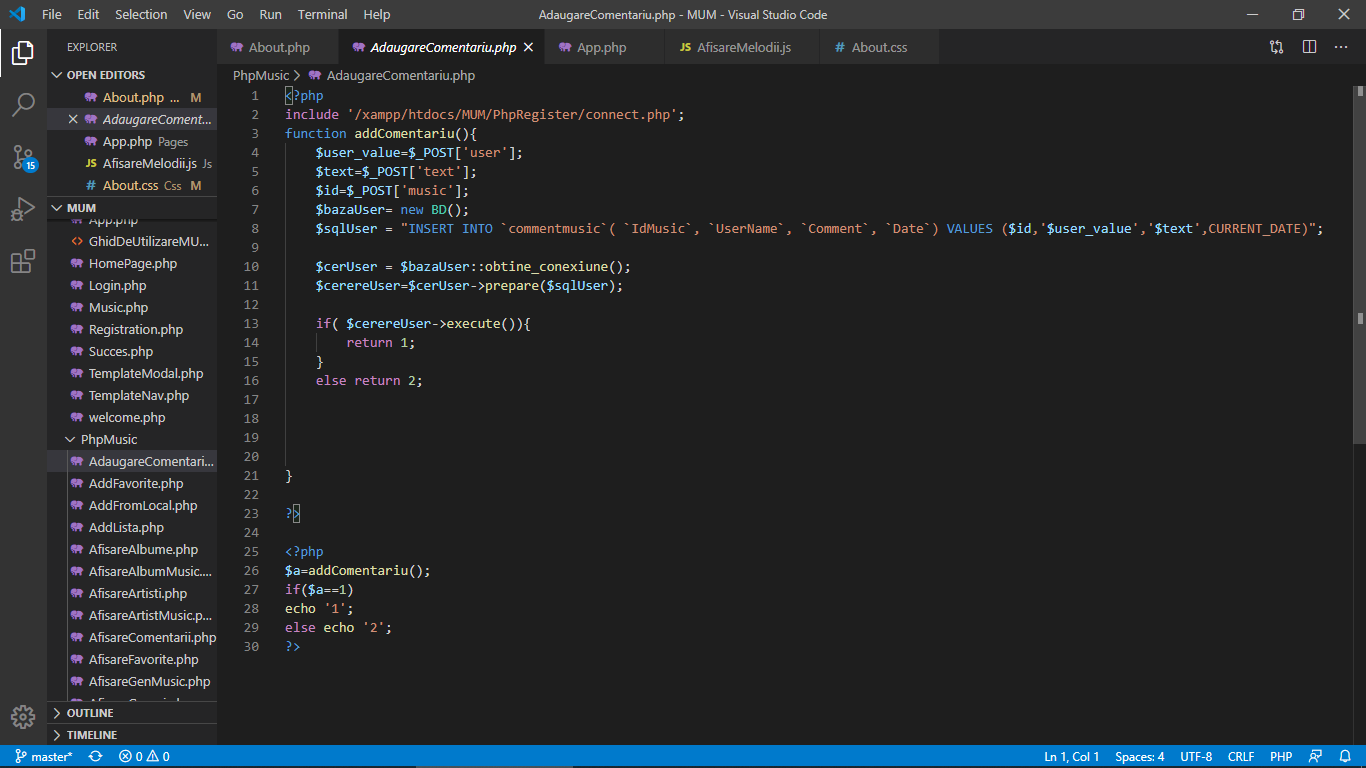 File Edit Selection View Go Run Terminal Help AdaugareComentariu.php - MUM - Visual Studio Code
EXPLORER
OPEN EDITORS
About.php ... M
AdaugareComent...
App.php Pages
JS AfisareMelodii.js Js
# About.css Css M
MUM
App.php
GhidDeUtilizareMU...
HomePage.php
Login.php
Music.php
Registration.php
Succes.php
TemplateModal.php
TemplateNav.php
welcome.php
PhpMusic
AdaugareComentari...
AddFavorite.php
AddFromLocal.php
AddLista.php
AfisareAlbume.php
AfisareAlbumMusic....
AfisareArtisti.php
AfisareArtistMusic.p...
AfisareComentarii.php
AfisareFavorite.php
AfisareGenMusic.php
OUTLINE
TIMELINE
15
About.php AdaugareComentariu.php App.php JS AfisareMelodii.js # About.css
PhpMusic > AdaugareComentariu.php
1 <?php
2 include '/xampp/htdocs/MUM/PhpRegister/connect.php';
3 function addComentariu(){
4 $user_value=$_POST['user'];
5 $text=$_POST['text'];
6 $id=$_POST['music'];
7 $bazaUser= new BD();
8 $sqlUser = "INSERT INTO `commentmusic`( `IdMusic`, `UserName`, `Comment`, `Date`) VALUES ($id,'$user_value','$text',CURRENT_DATE)";
9
10 $cerUser = $bazaUser::obtine_conexiune();
11 $cerereUser=$cerUser->prepare($sqlUser);
12
13 if( $cerereUser->execute()){
14 return 1;
15 }
16 else return 2;
17
18
19
20
21 }
22
23 ?>
24
25 <?php
26 $a=addComentariu();
27 if($a==1)
28 echo '1';
29 else echo '2';
30 ?>
master* 0 0 Ln 1, Col 1 Spaces: 4 UTF-8 CRLF PHP